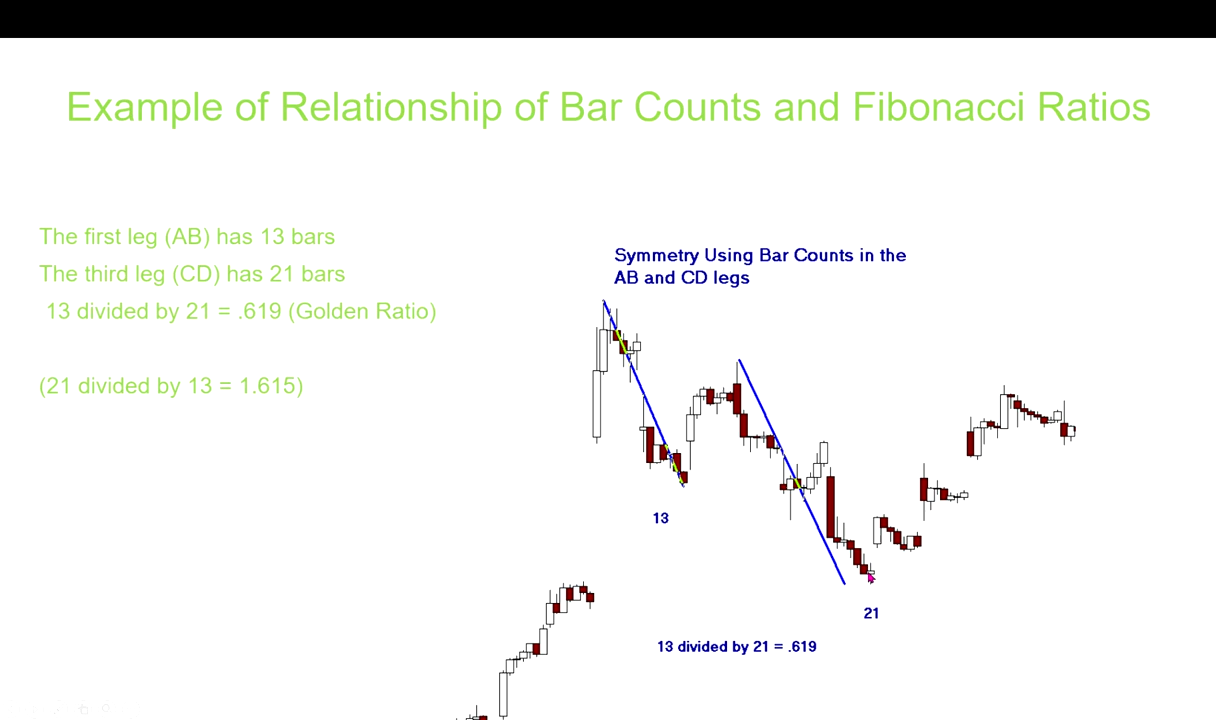 Example of Relationship of Bar Counts and Fibonacci Ratios
The first leg (AB) has 13 bars
The third leg (CD) has 21 bars
13 divided by 21 = .619 (Golden Ratio)
(21 divided by 13 = 1.615)
Symmetry Using Bar Counts in the
AB and CD legs
13
21
13 divided by 21 = .619